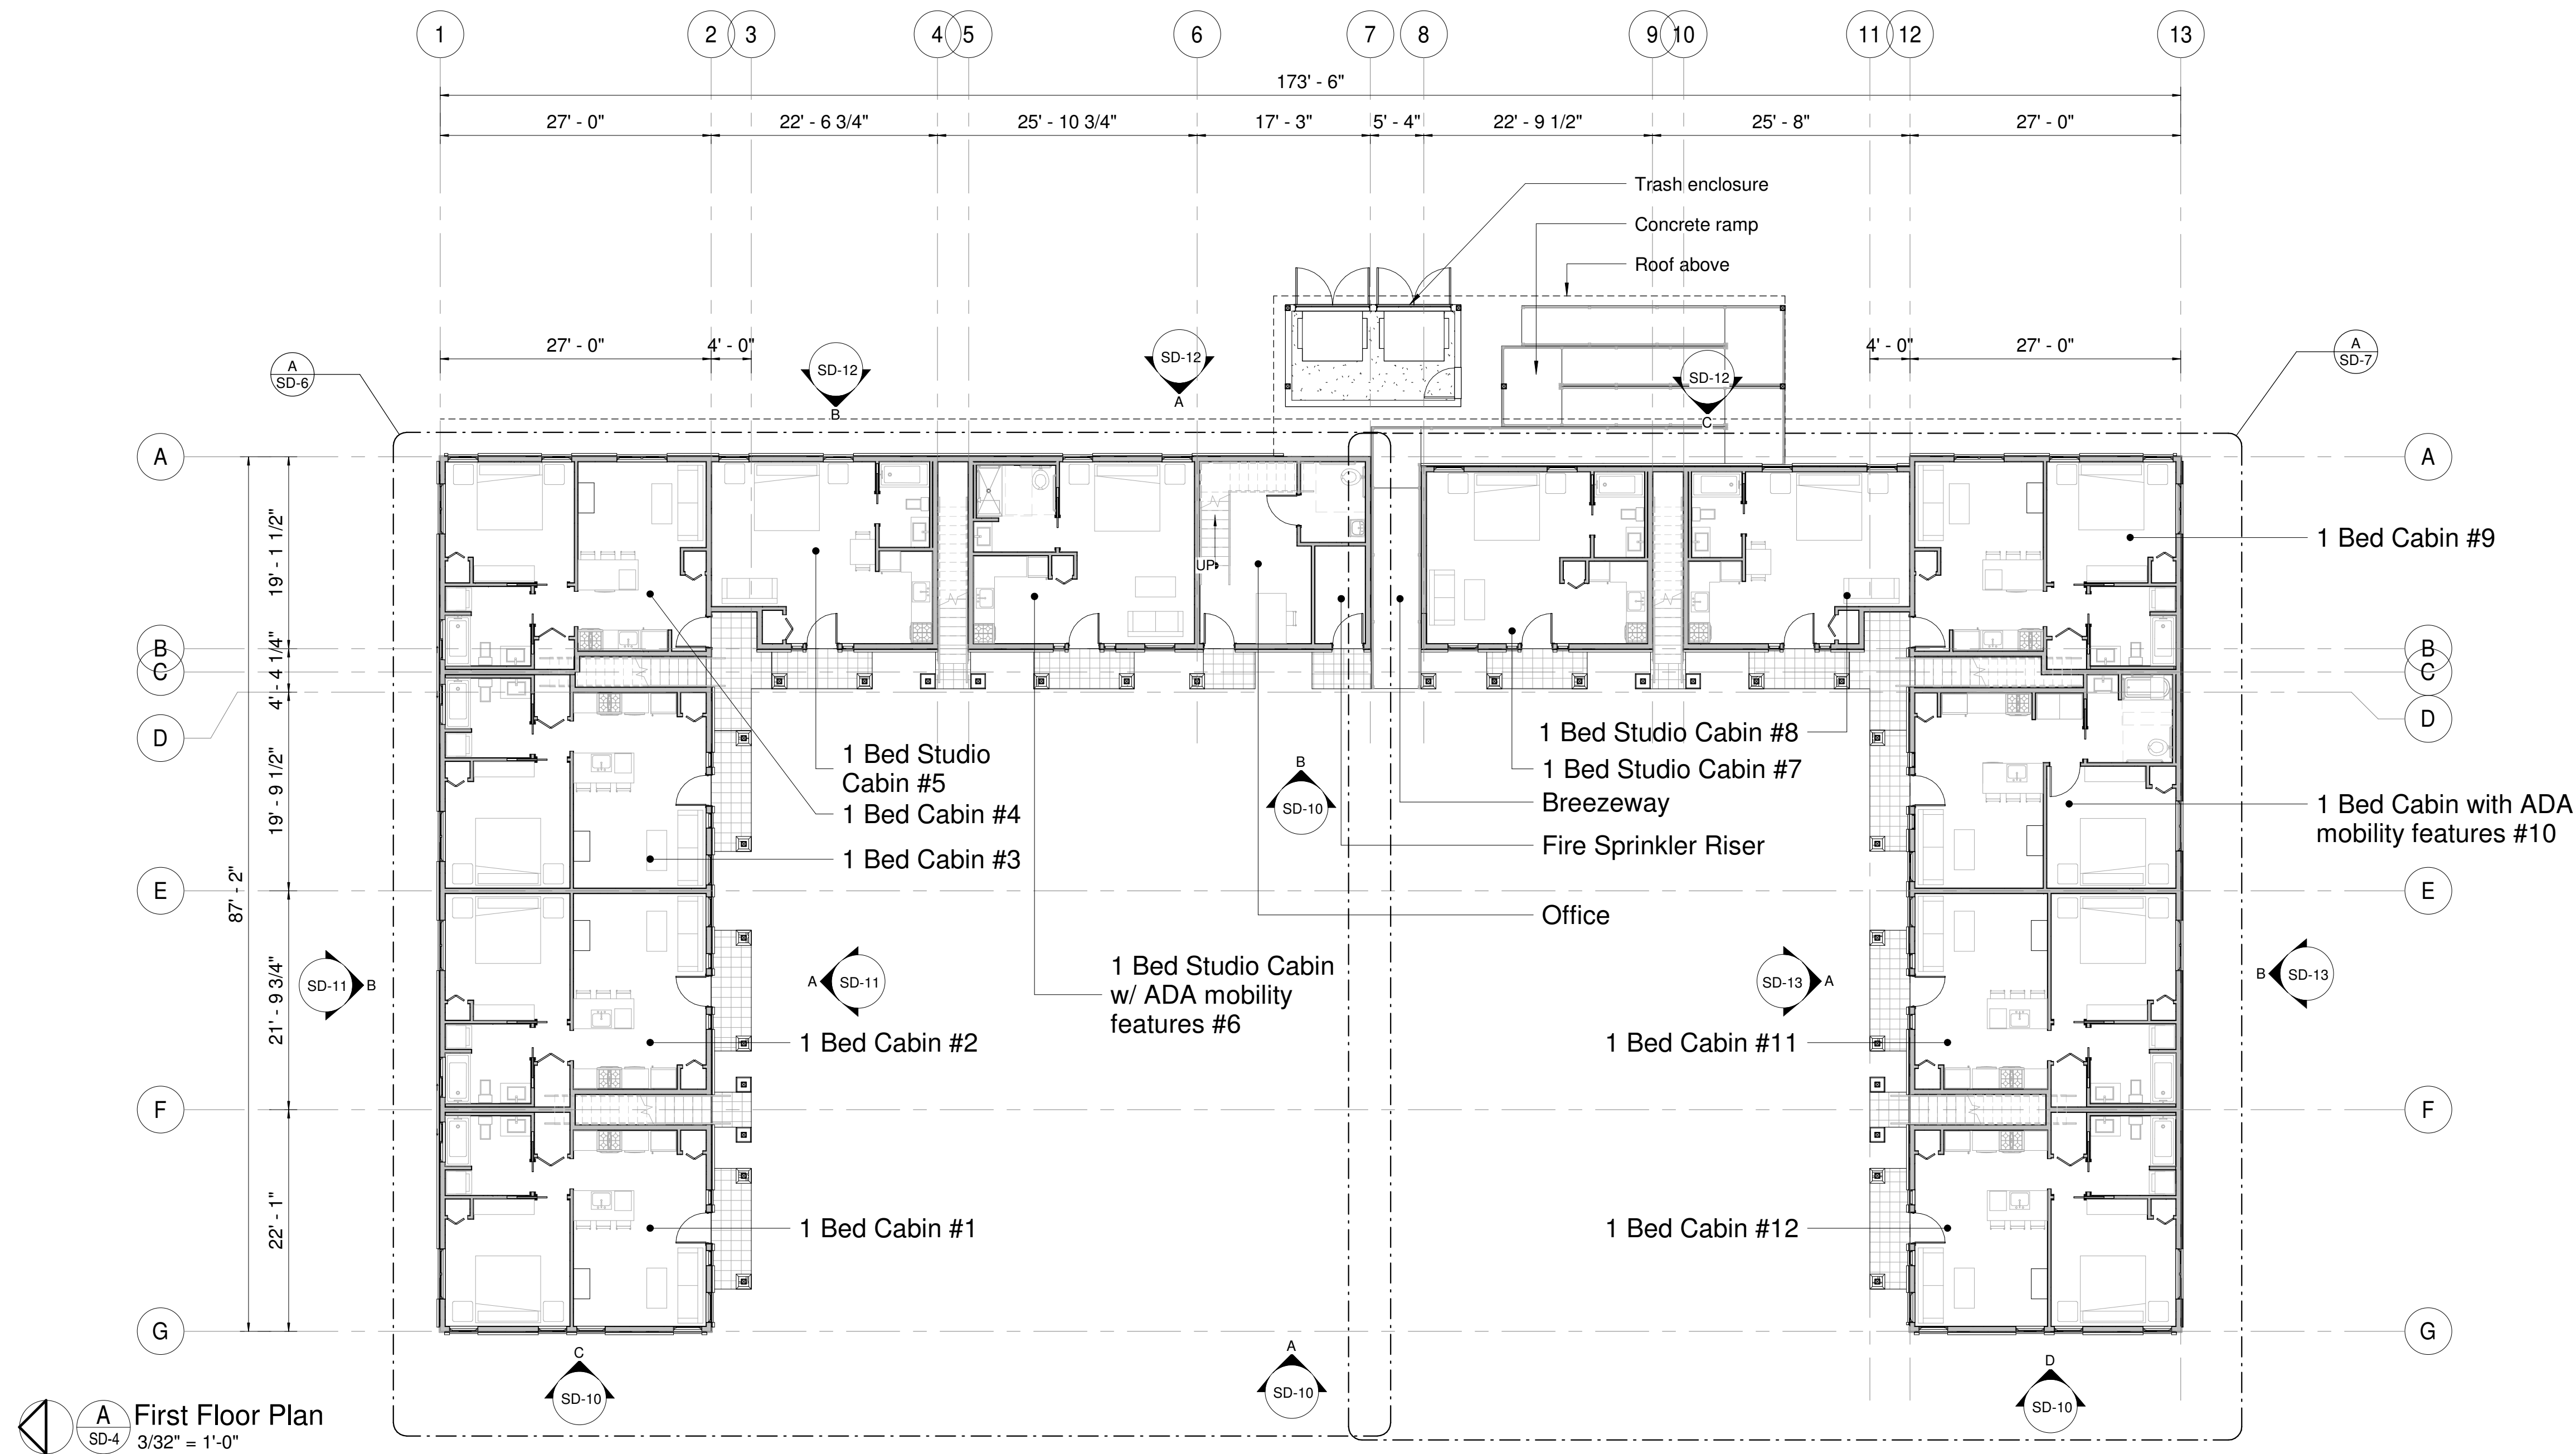 1 2 3 4 5 6 7 8 9 10 11 12 13
173' - 6"
27' - 0" 22' - 6 3/4" 25' - 10 3/4" 17' - 3" 5' - 4" 22' - 9 1/2" 25' - 8" 27' - 0"
Trash enclosure
Concrete ramp
Roof above
27' - 0" 4' - 0" 4' - 0" 27' - 0"
A
SD-6
SD-12
B
SD-12
A
SD-12
C
A
SD-7
A
A
19' - 1 1/2"
1 Bed Cabin #9
UP
B
C
D
4' - 4 1/4"
B
C
D
1 Bed Studio
Cabin #5
1 Bed Cabin #4
1 Bed Cabin #3
B
SD-10
1 Bed Studio Cabin #8
1 Bed Studio Cabin #7
Breezeway
Fire Sprinkler Riser
Office
1 Bed Cabin with ADA
mobility features #10
19' - 9 1/2"
87' - 2"
E
E
SD-11 B
A SD-11
1 Bed Studio Cabin
w/ ADA mobility
features #6
SD-13 A
B SD-13
21' - 9 3/4"
1 Bed Cabin #2
1 Bed Cabin #11
F
F
22' - 1"
1 Bed Cabin #1
1 Bed Cabin #12
G
G
C
SD-10
A
SD-10
D
SD-10
A
SD-4
First Floor Plan
3/32" = 1'-0"